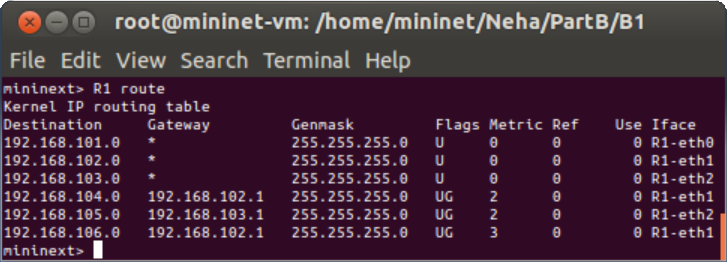 root@mininet-vm: /home/mininet/Neha/PartB/B1
File Edit View Search Terminal Help
mininext> R1 route
Kernel IP routing table
Destination     Gateway         Genmask         Flags Metric Ref    Use Iface
192.168.101.0   *               255.255.255.0   U     0      0        0 R1-eth0
192.168.102.0   *               255.255.255.0   U     0      0        0 R1-eth1
192.168.103.0   *               255.255.255.0   U     0      0        0 R1-eth2
192.168.104.0   192.168.102.1   255.255.255.0   UG    2      0        0 R1-eth1
192.168.105.0   192.168.103.1   255.255.255.0   UG    2      0        0 R1-eth2
192.168.106.0   192.168.102.1   255.255.255.0   UG    3      0        0 R1-eth1
mininext>